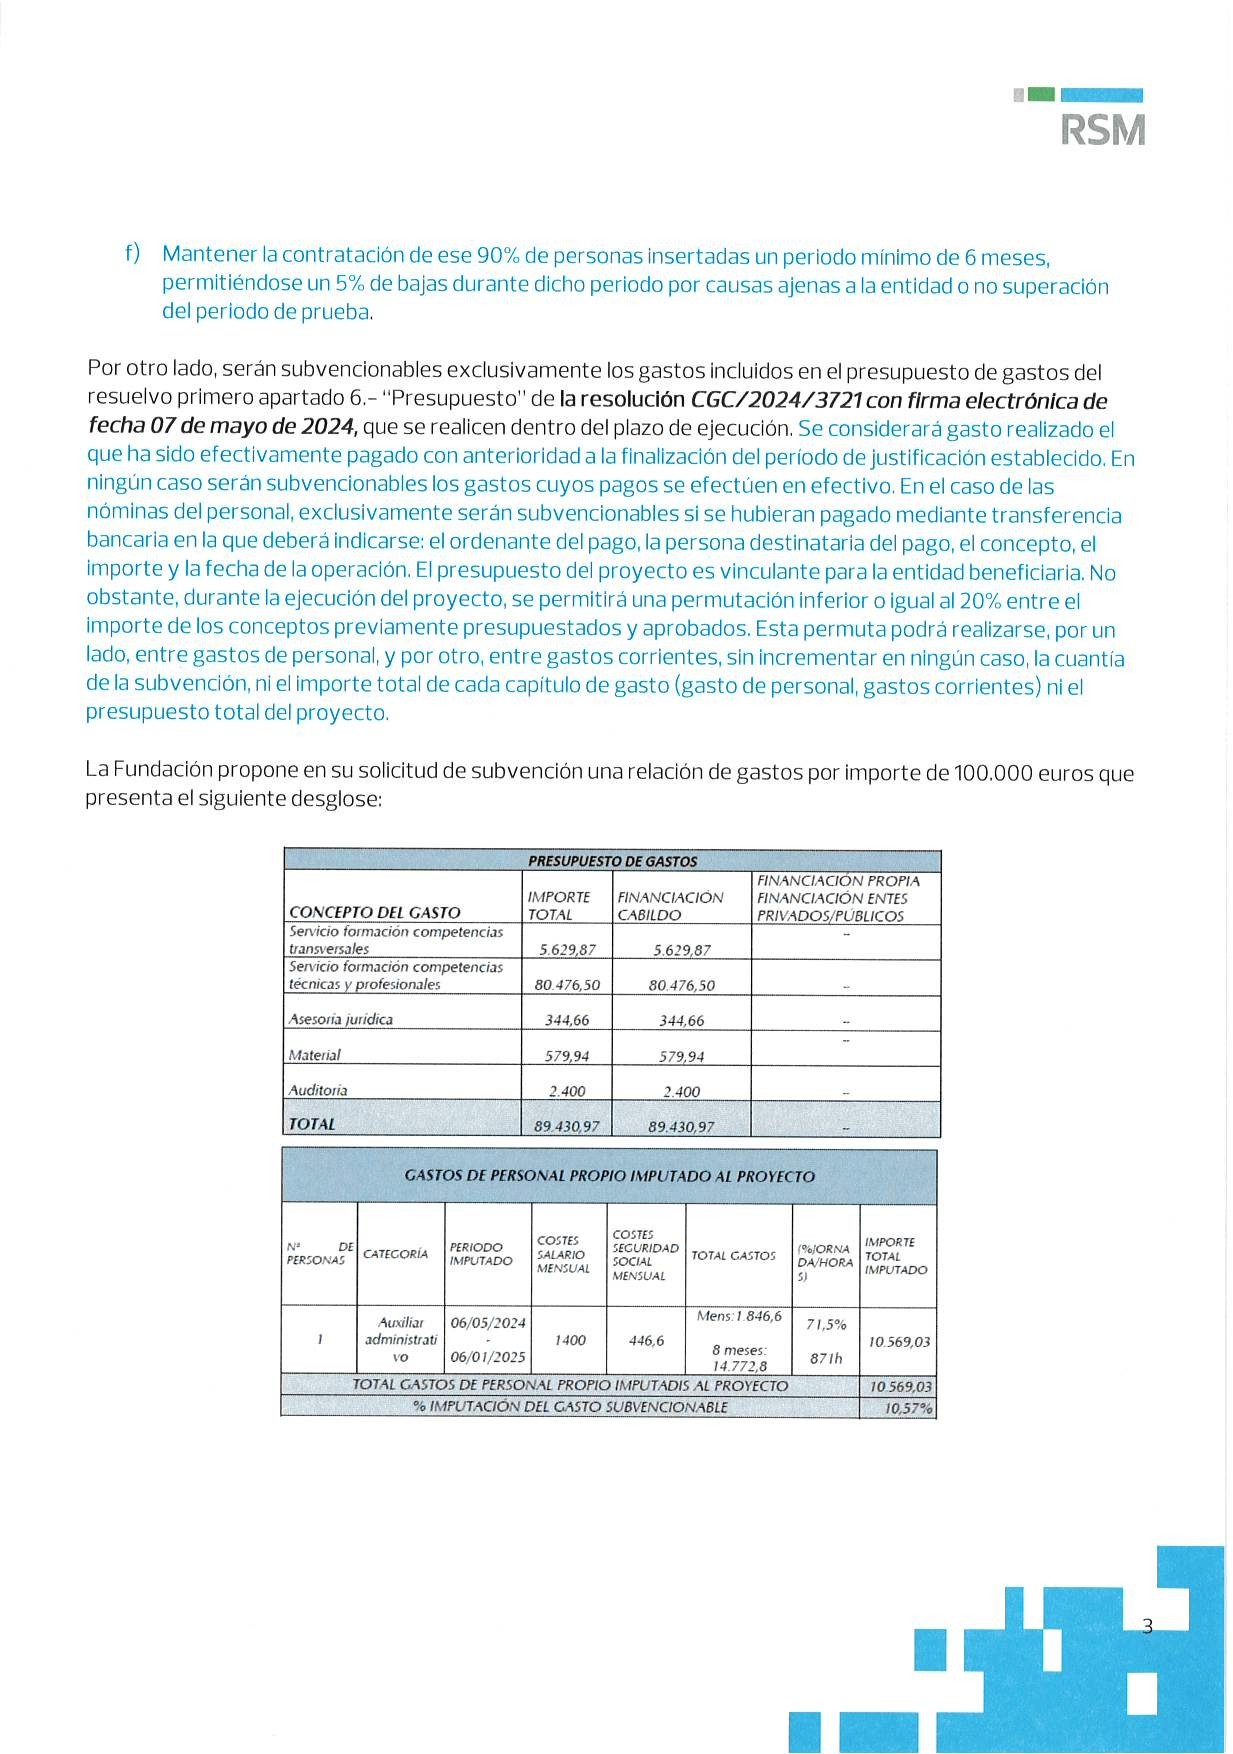 RSM
f) Mantener la contratación de ese 90% de personas insertadas un periodo mínimo de 6 meses,
permitiéndose un 5% de bajas durante dicho periodo por causas ajenas a la entidad o no superación
del periodo de prueba.
Por otro lado, serán subvencionables exclusivamente los gastos incluidos en el presupuesto de gastos del
resuelvo primero apartado 6.- “Presupuesto” de la resolución CGC/2024/3721 con firma electrónica de
fecha 07 de mayo de 2024, que se realicen dentro del plazo de ejecución. Se considerará gasto realizado el
que ha sido efectivamente pagado con anterioridad a la finalización del período de justificación establecido. En
ningún caso serán subvencionables los gastos cuyos pagos se efectúen en efectivo. En el caso de las
nóminas del personal, exclusivamente serán subvencionables si se hubieran pagado mediante transferencia
bancaria en la que deberá indicarse: el ordenante del pago, la persona destinataria del pago, el concepto, el
importe y la fecha de la operación. El presupuesto del proyecto es vinculante para la entidad beneficiaria. No
obstante, durante la ejecución del proyecto, se permitirá una permutación inferior o igual al 20% entre el
importe de los conceptos previamente presupuestados y aprobados. Esta permuta podrá realizarse, por un
lado, entre gastos de personal, y por otro, entre gastos corrientes, sin incrementar en ningún caso, la cuantía
de la subvención, ni el importe total de cada capítulo de gasto (gasto de personal, gastos corrientes) ni el
presupuesto total del proyecto.
La Fundación propone en su solicitud de subvención una relación de gastos por importe de 100.000 euros que
presenta el siguiente desglose:
PRESUPUESTO DE GASTOS
CONCEPTO DEL GASTO IMPORTE TOTAL FINANCIACIÓN CABILDO FINANCIACIÓN PROPIA FINANCIACIÓN ENTES PRIVADOS/PÚBLICOS
Servicio formación competencias transversales 5.629,87 5.629,87 --
Servicio formación competencias técnicas y profesionales 80.476,50 80.476,50 --
Asesoría jurídica 344,66 344,66 --
Material 579,94 579,94 --
Auditoría 2.400 2.400 --
TOTAL 89.430,97 89.430,97 --
GASTOS DE PERSONAL PROPIO IMPUTADO AL PROYECTO
Nª DE PERSONAS CATEGORÍA PERIODO IMPUTADO COSTES SALARIO MENSUAL COSTES SEGURIDAD SOCIAL MENSUAL TOTAL GASTOS (%JORNADA/HORAS) IMPORTE TOTAL IMPUTADO
1 Auxiliar administrativo 06/05/2024 - 06/01/2025 1400 446,6 Mens: 1.846,6 8 meses: 14.772,8 71,5% 871h 10.569,03
TOTAL GASTOS DE PERSONAL PROPIO IMPUTADIS AL PROYECTO 10.569,03
% IMPUTACIÓN DEL GASTO SUBVENCIONABLE 10,57%
3